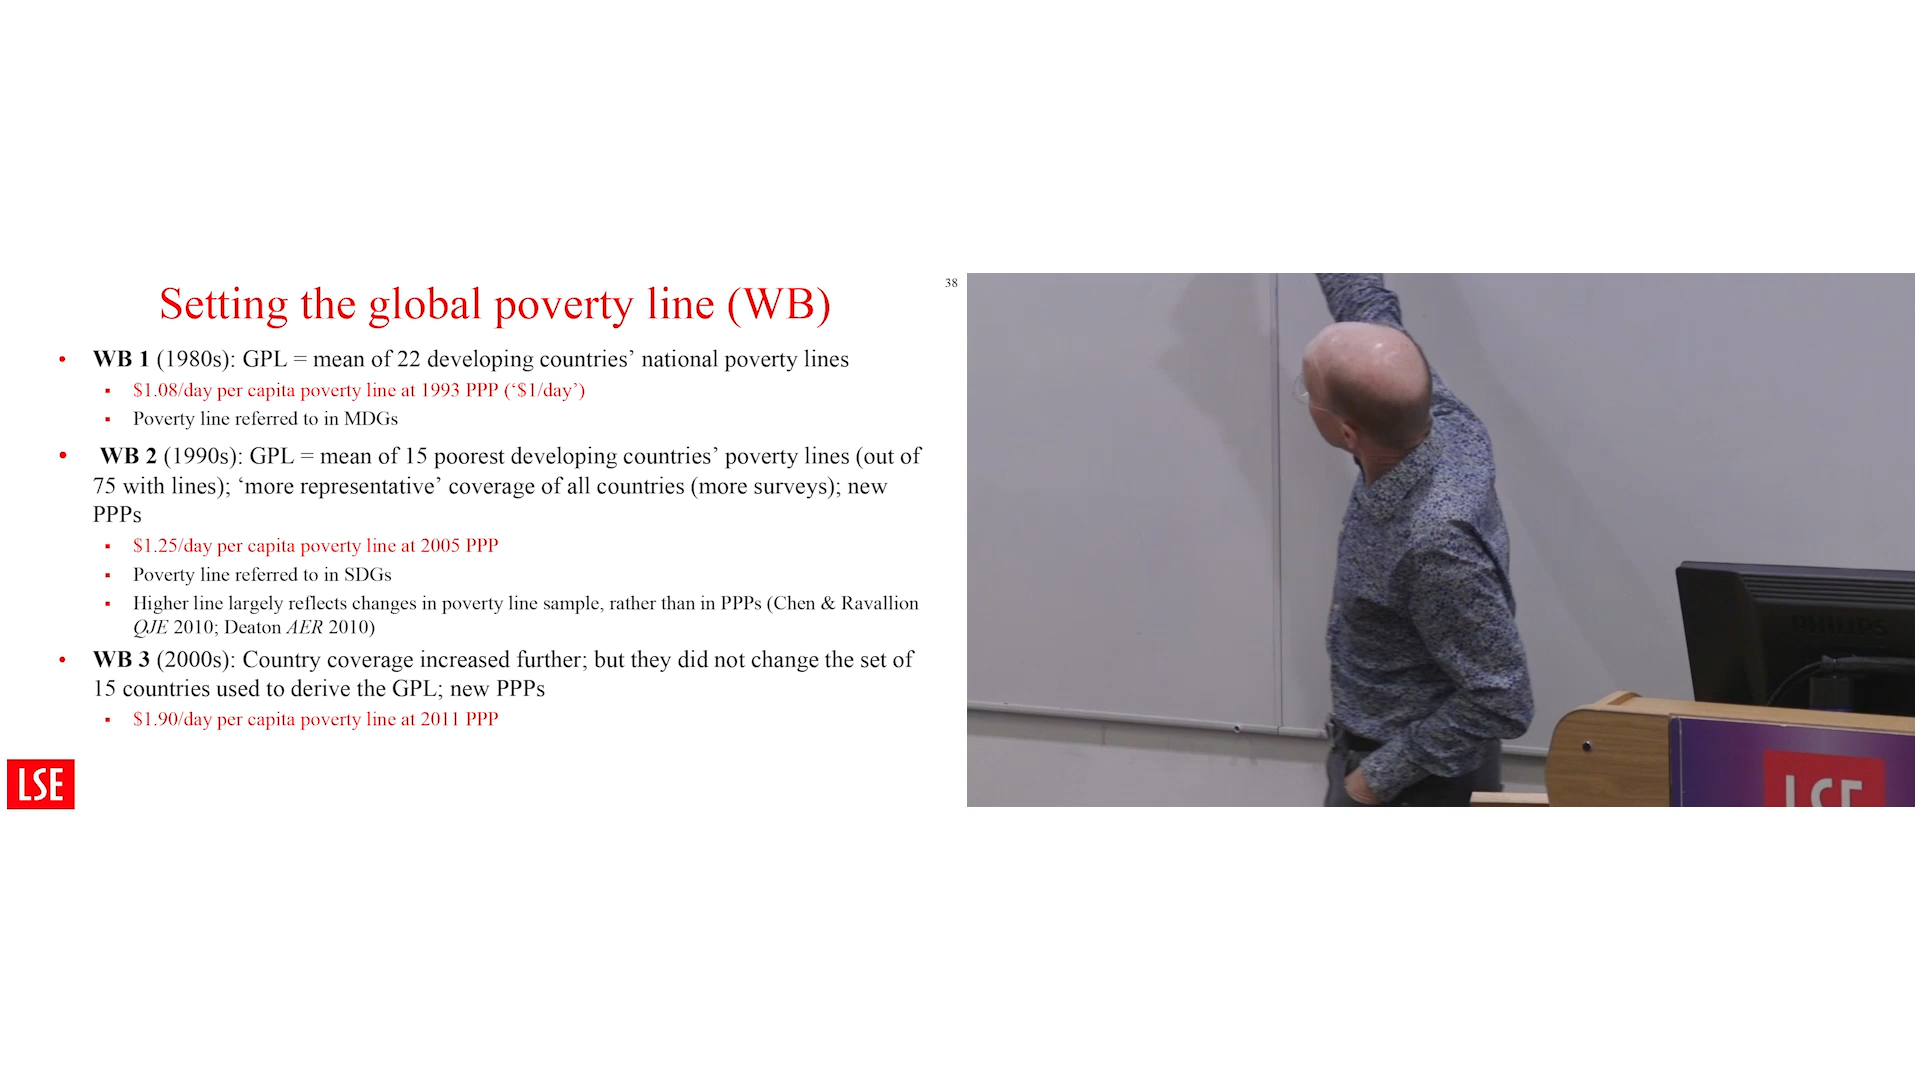 Setting the global poverty line (WB)
38
• WB 1 (1980s): GPL = mean of 22 developing countries’ national poverty lines
▪ $1.08/day per capita poverty line at 1993 PPP (‘$1/day’)
▪ Poverty line referred to in MDGs
• WB 2 (1990s): GPL = mean of 15 poorest developing countries’ poverty lines (out of
75 with lines); ‘more representative’ coverage of all countries (more surveys); new
PPPs
▪ $1.25/day per capita poverty line at 2005 PPP
▪ Poverty line referred to in SDGs
▪ Higher line largely reflects changes in poverty line sample, rather than in PPPs (Chen & Ravallion
QJE 2010; Deaton AER 2010)
• WB 3 (2000s): Country coverage increased further; but they did not change the set of
15 countries used to derive the GPL; new PPPs
▪ $1.90/day per capita poverty line at 2011 PPP
LSE
PHILIPS
LSE